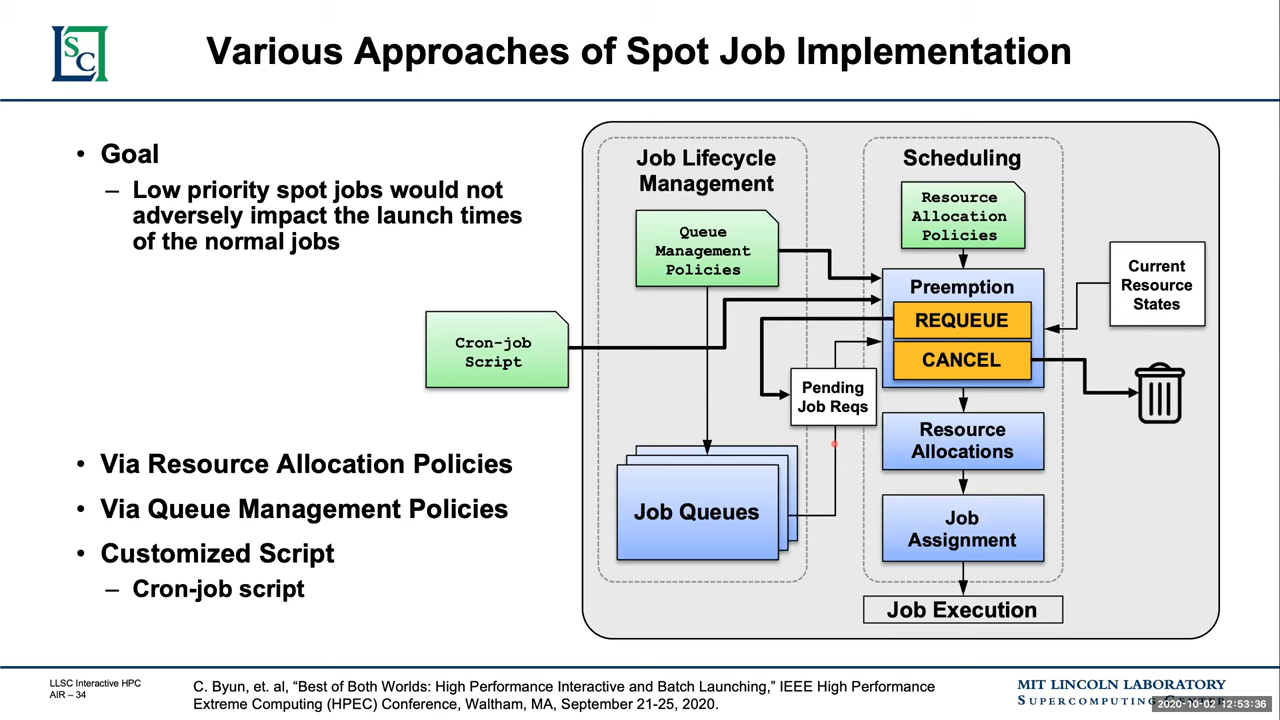 LSC
Various Approaches of Spot Job Implementation
• Goal
– Low priority spot jobs would not
adversely impact the launch times
of the normal jobs
• Via Resource Allocation Policies
• Via Queue Management Policies
• Customized Script
– Cron-job script
Job Lifecycle
Management
Queue
Management
Policies
Cron-job
Script
Job Queues
Pending
Job Reqs
Scheduling
Resource
Allocation
Policies
Preemption
REQUEUE
CANCEL
Current
Resource
States
Resource
Allocations
Job
Assignment
Job Execution
LLSC Interactive HPC
AIR – 34
C. Byun, et. al, “Best of Both Worlds: High Performance Interactive and Batch Launching,” IEEE High Performance
Extreme Computing (HPEC) Conference, Waltham, MA, September 21-25, 2020.
MIT LINCOLN LABORATORY
SUPERCOMPUTING CENTER
2020-10-02 12:53:36